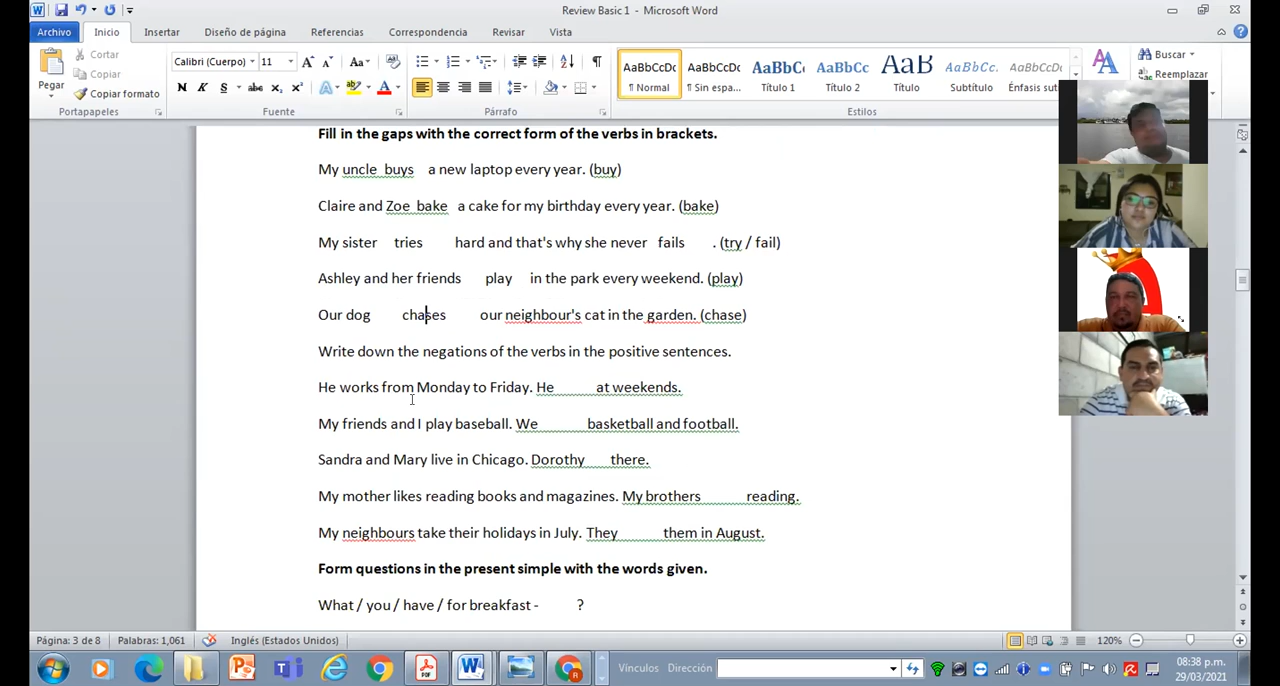 Review Basic 1 - Microsoft Word
Archivo Inicio Insertar Diseño de página Referencias Correspondencia Revisar Vista
Pegar
Cortar
Copiar
Copiar formato
Portapapeles
Calibri (Cuerpo) 11
Fuente
Párrafo
AaBbCcDc AaBbCcDc AaBbC AaBbCc AaB AaBbCc. AaBbCcDc
¶ Normal ¶ Sin espa... Título 1 Título 2 Título Subtítulo Énfasis sut
Estilos
Buscar
Reemplazar
Fill in the gaps with the correct form of the verbs in brackets.
My uncle buys a new laptop every year. (buy)
Claire and Zoe bake a cake for my birthday every year. (bake)
My sister tries hard and that's why she never fails . (try / fail)
Ashley and her friends play in the park every weekend. (play)
Our dog chases our neighbour's cat in the garden. (chase)
Write down the negations of the verbs in the positive sentences.
He works from Monday to Friday. He at weekends.
My friends and I play baseball. We basketball and football.
Sandra and Mary live in Chicago. Dorothy there.
My mother likes reading books and magazines. My brothers reading.
My neighbours take their holidays in July. They them in August.
Form questions in the present simple with the words given.
What / you / have / for breakfast - ?
Página: 3 de 8 Palabras: 1,061 Inglés (Estados Unidos) 120%
Vínculos Dirección
08:38 p.m.
29/03/2021